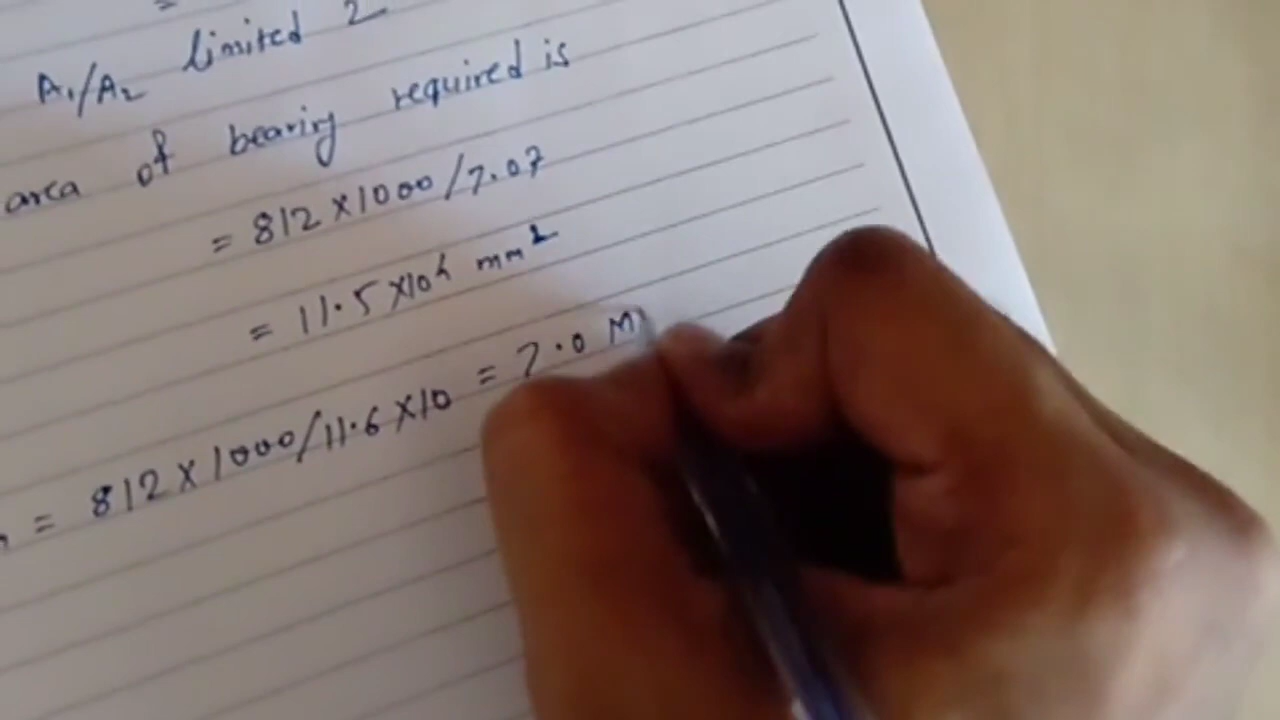 A₁/A₂ limited 2
area of bearing required is
= 812 × 1000 / 7.07
= 11.5 × 10⁴ mm²
= 812 × 1000 / 11.6 × 10 = 7.0 M